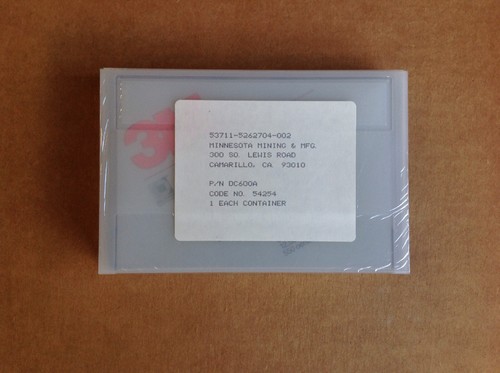 53711-5262704-002
MINNESOTA MINING & MFG.
300 SO. LEWIS ROAD
CAMARILLO, CA. 93010
P/N DC600A
CODE NO. 54254
1 EACH CONTAINER
3M